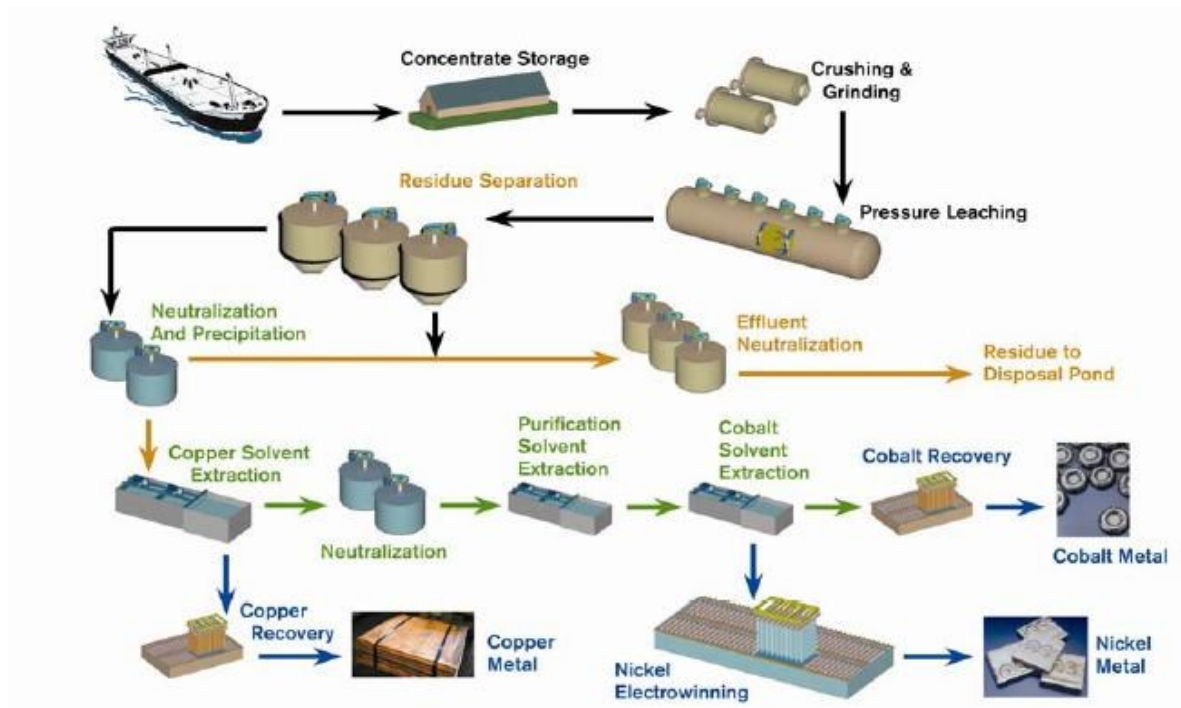 Concentrate Storage
Crushing &
Grinding
Residue Separation
Pressure Leaching
Neutralization
And Precipitation
Effluent
Neutralization
Residue to
Disposal Pond
Copper Solvent
Extraction
Purification
Solvent
Extraction
Cobalt
Solvent
Extraction
Cobalt Recovery
Neutralization
Cobalt Metal
Copper
Recovery
Copper
Metal
Nickel
Electrowinning
Nickel
Metal